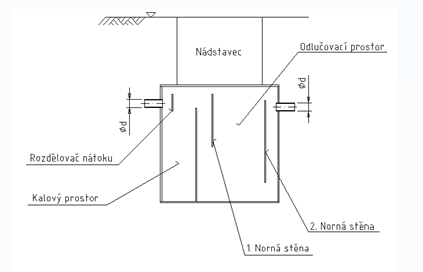 Nádstavec
Odlučovací prostor
Ød
Ød
Rozdělovač nátoku
Kalový prostor
2. Norná stěna
1. Norná stěna